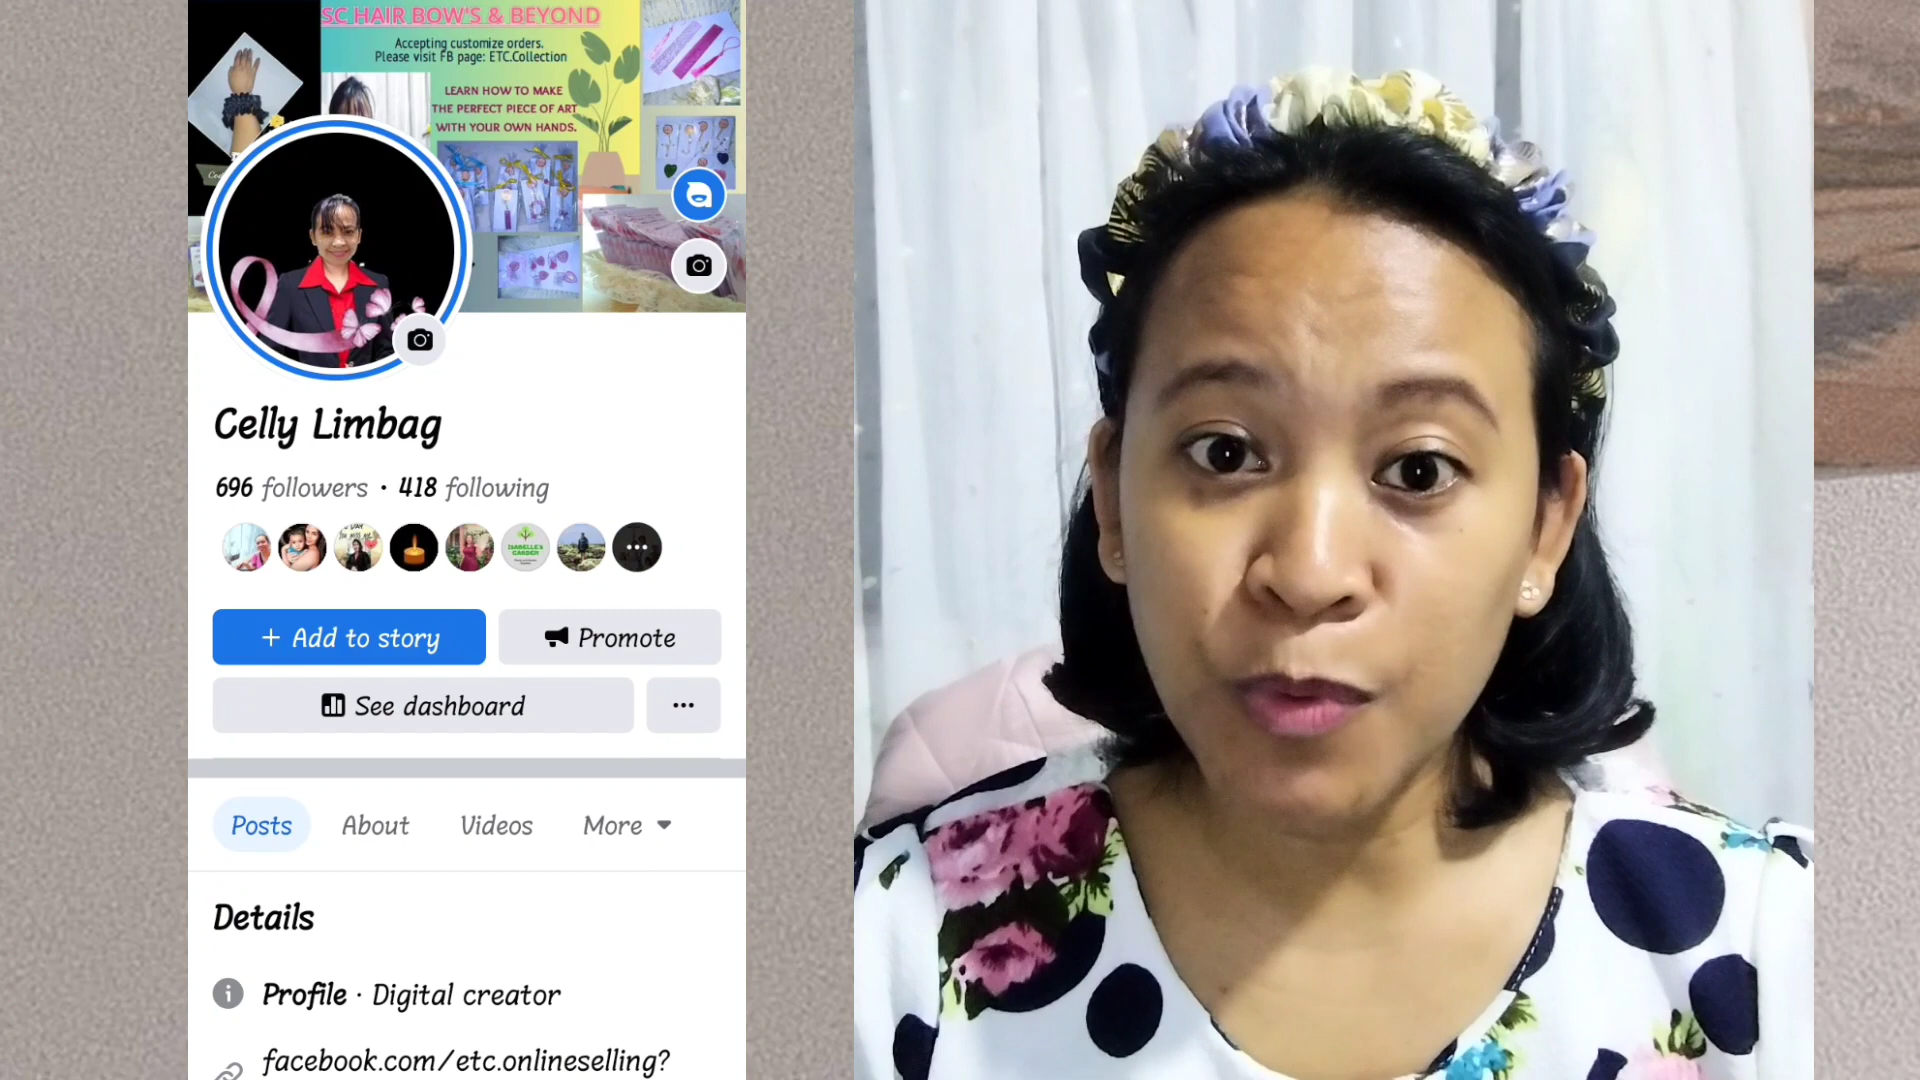 SC HAIR BOW'S & BEYOND
Accepting customize orders.
Please visit FB page: ETC.Collection
LEARN HOW TO MAKE
THE PERFECT PIECE OF ART
WITH YOUR OWN HANDS.
Celly Limbag
696 followers · 418 following
ISABELLE'S
GARDEN
+ Add to story
Promote
See dashboard
Posts
About
Videos
More
Details
Profile · Digital creator
facebook.com/etc.onlineselling?